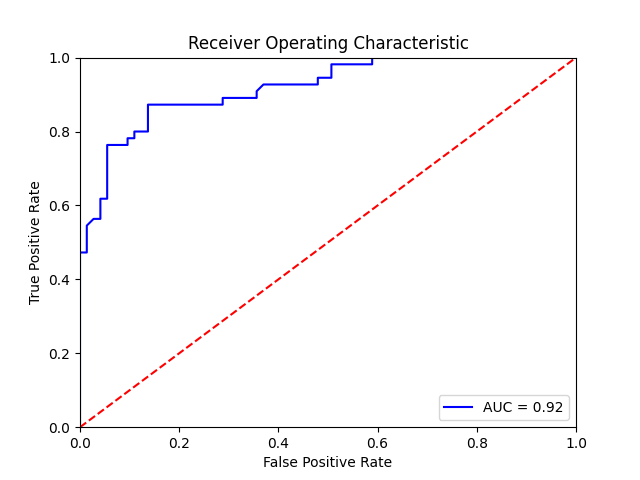 Receiver Operating Characteristic
1.0
0.8
0.6
0.4
0.2
0.0
True Positive Rate
AUC = 0.92
0.0 0.2 0.4 0.6 0.8 1.0
False Positive Rate